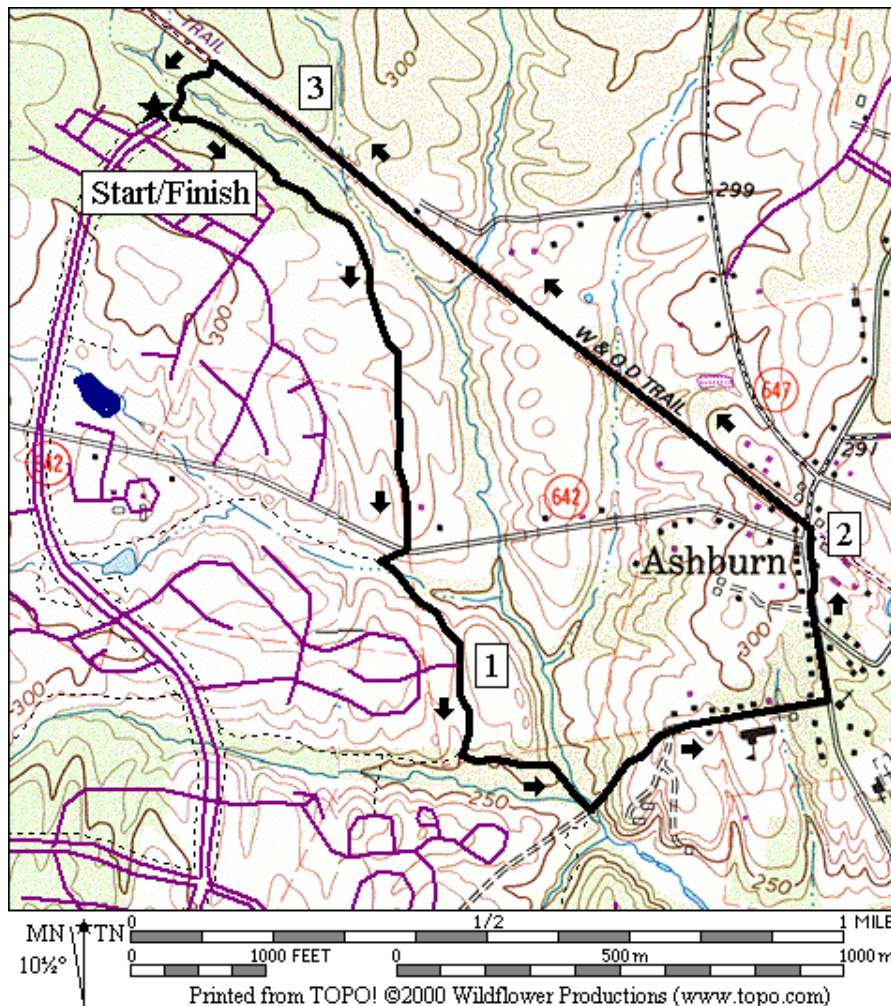 TRAIL
300
3
Start/Finish
299
300
W & O D TRAIL
647
291
642
642
2
Ashburn
300
1
300
250
250
MN TN
10½°
0 1/2 1 MILE
0 1000 FEET 0 500 m 1000 m
Printed from TOPO! ©2000 Wildflower Productions (www.topo.com)